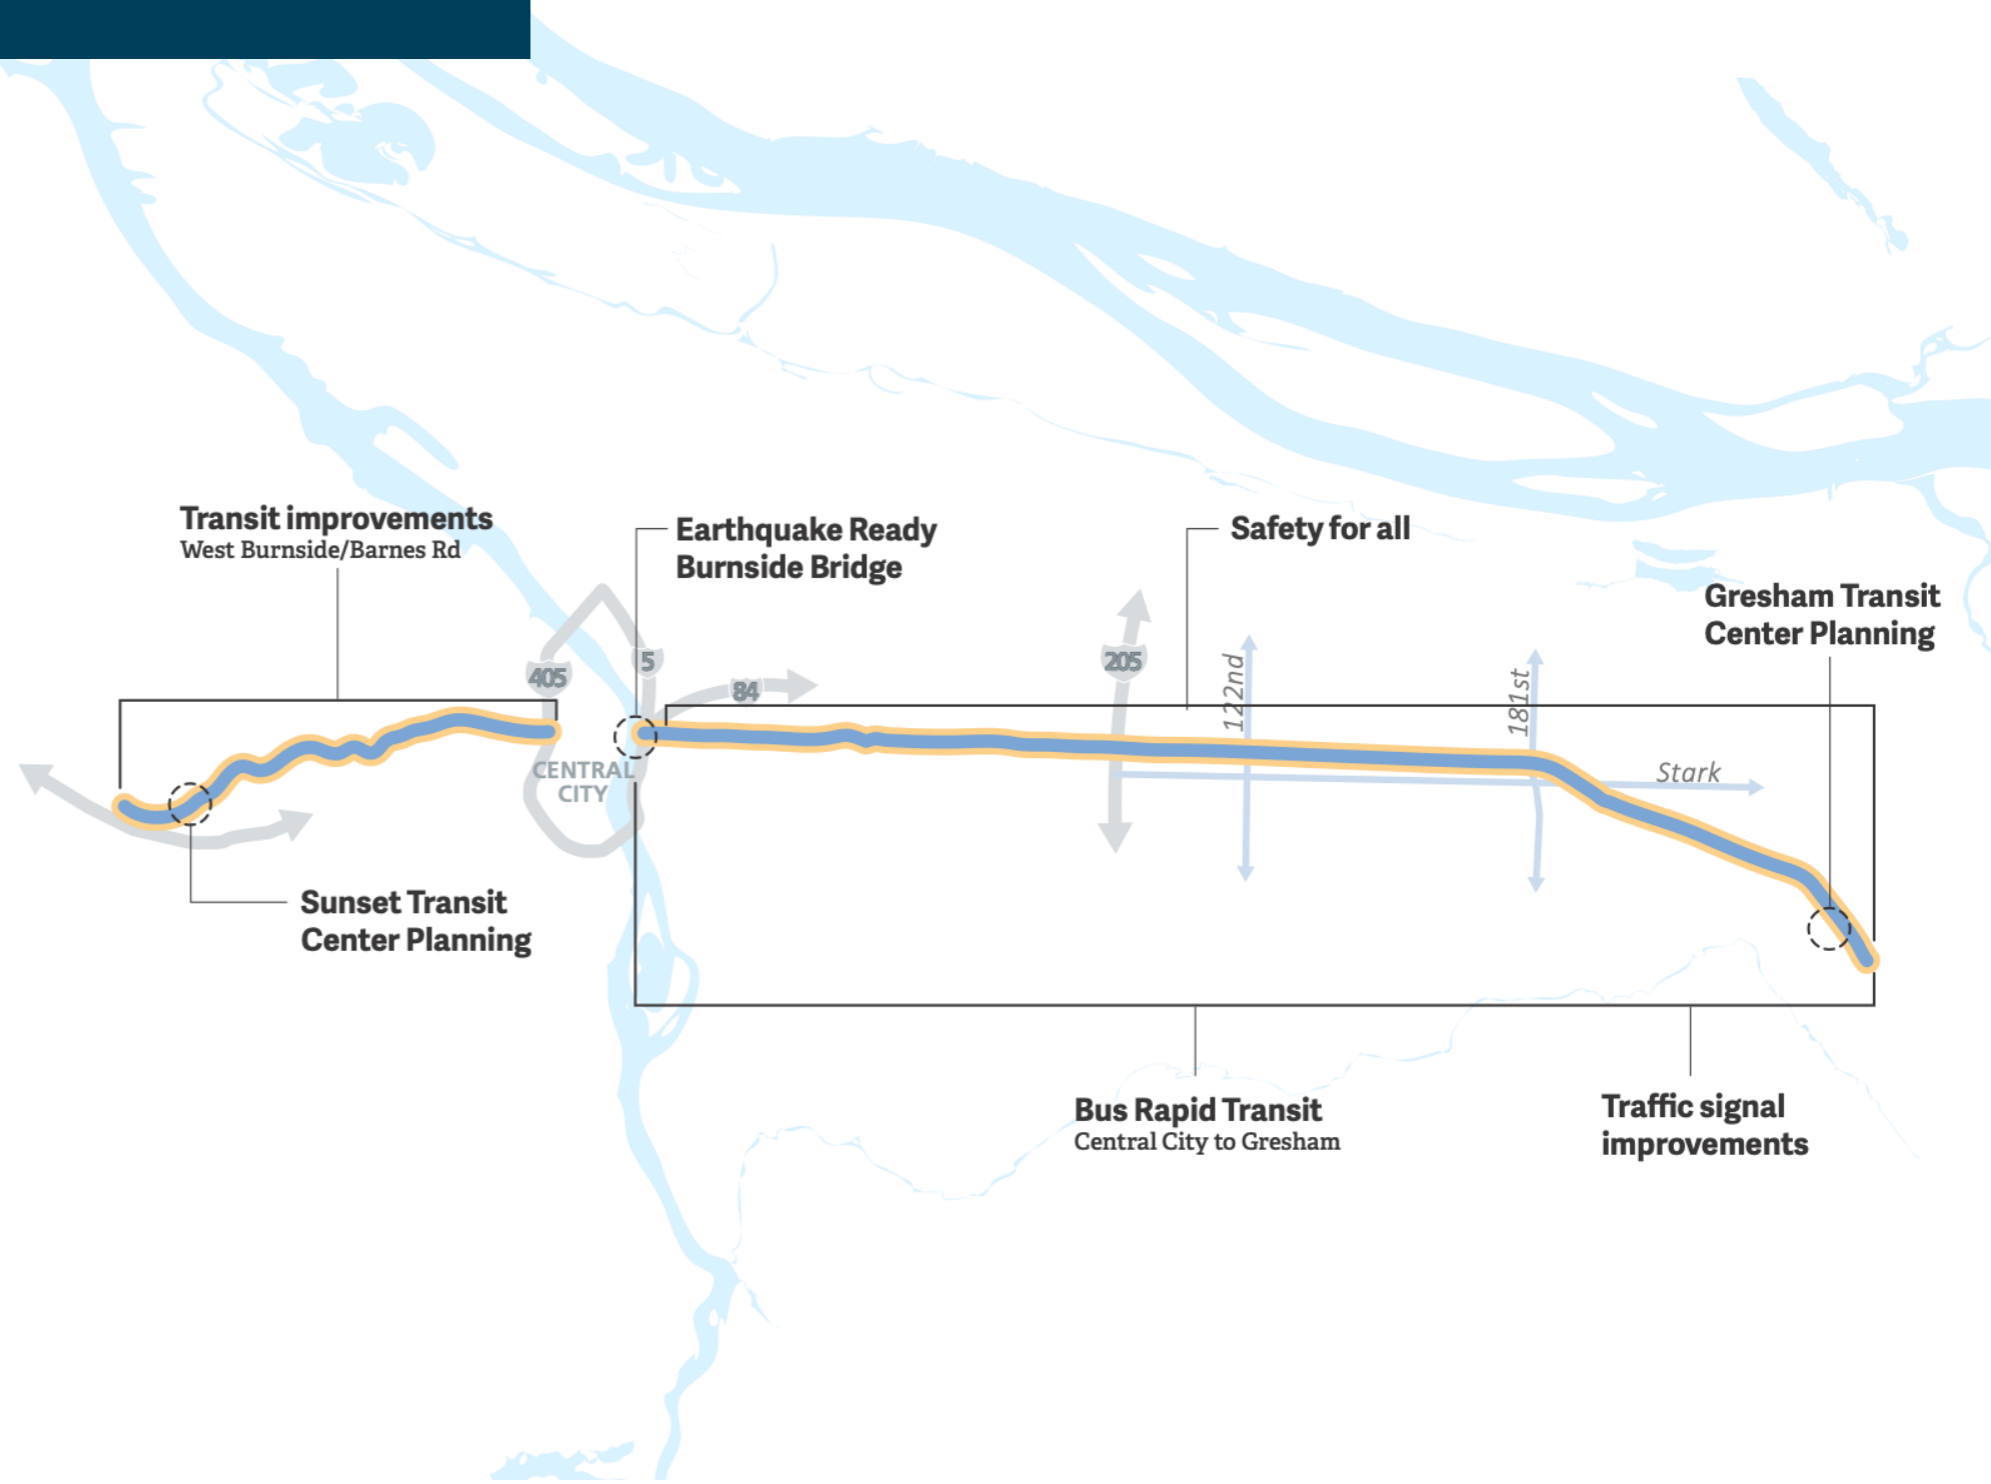 Transit improvements
West Burnside/Barnes Rd
Earthquake Ready
Burnside Bridge
Safety for all
Gresham Transit
Center Planning
405
5
84
205
122nd
181st
Stark
CENTRAL
CITY
Sunset Transit
Center Planning
Bus Rapid Transit
Central City to Gresham
Traffic signal
improvements